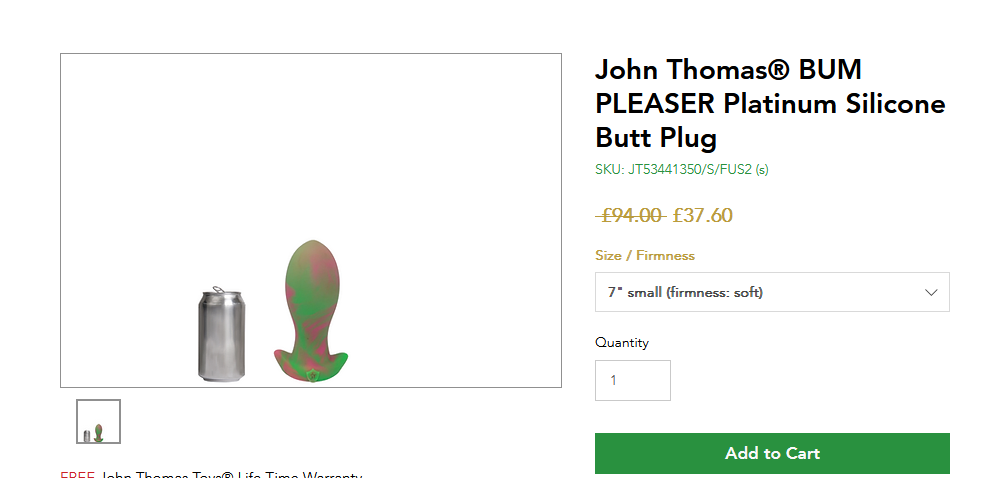 John Thomas® BUM
PLEASER Platinum Silicone
Butt Plug
SKU: JT53441350/S/FUS2 (s)
£94.00 £37.60
Size / Firmness
7" small (firmness: soft)
Quantity
1
Add to Cart
FREE John Thomas Toys® Life Time Warranty